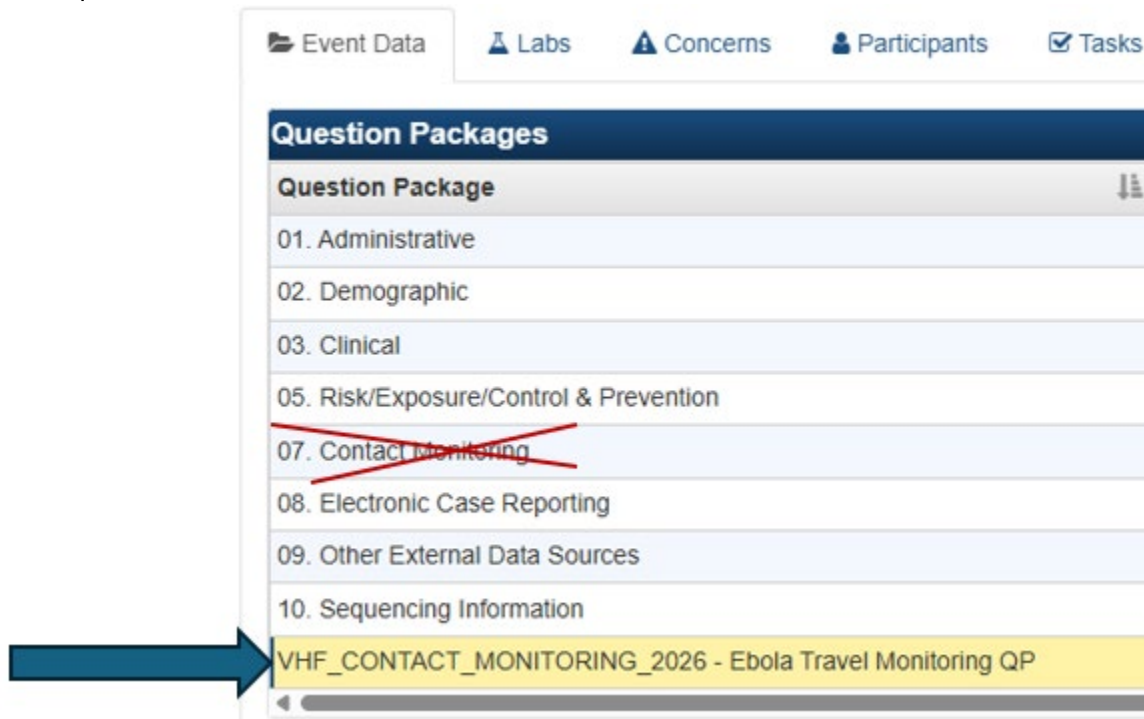 Event Data Labs Concerns Participants Tasks
Question Packages
Question Package
01. Administrative
02. Demographic
03. Clinical
05. Risk/Exposure/Control & Prevention
07. Contact Monitoring
08. Electronic Case Reporting
09. Other External Data Sources
10. Sequencing Information
VHF_CONTACT_MONITORING_2026 - Ebola Travel Monitoring QP